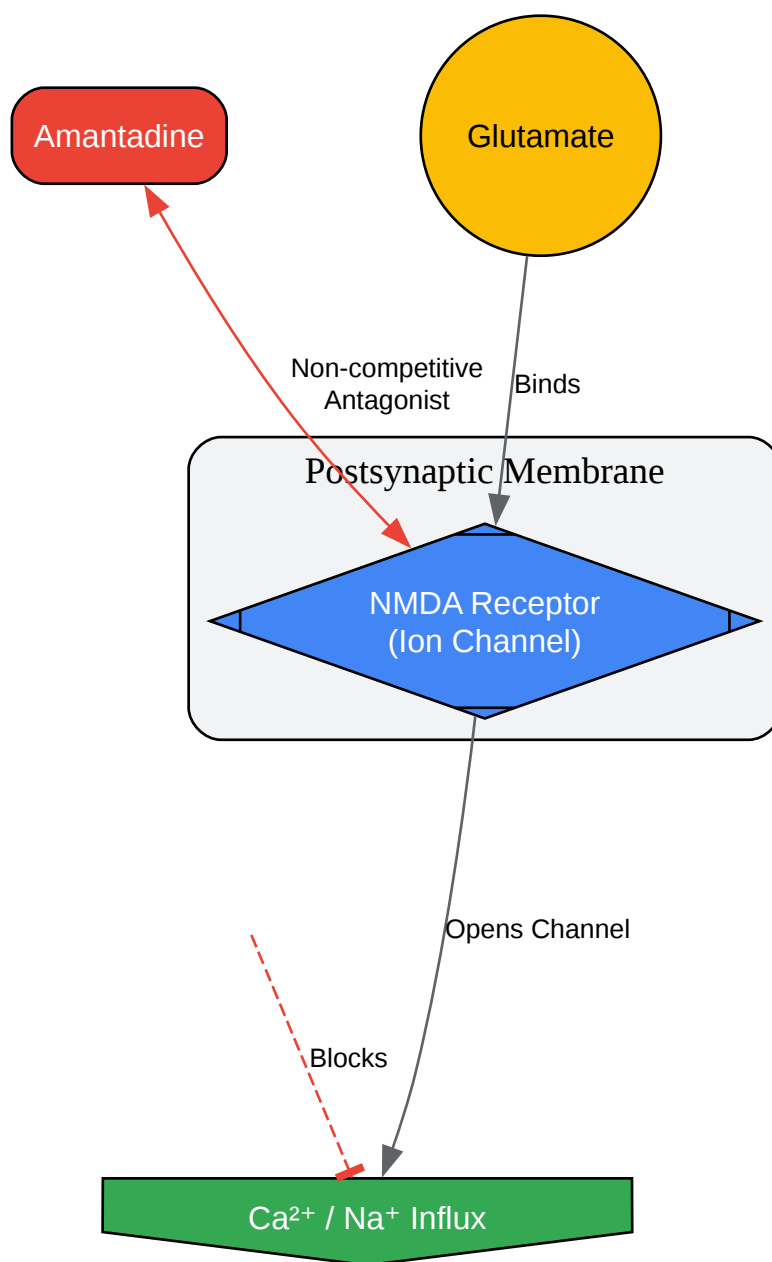 Amantadine
Glutamate
Non-competitive
Antagonist
Binds
Postsynaptic Membrane
NMDA Receptor
(Ion Channel)
Opens Channel
Blocks
Ca²⁺ / Na⁺ Influx